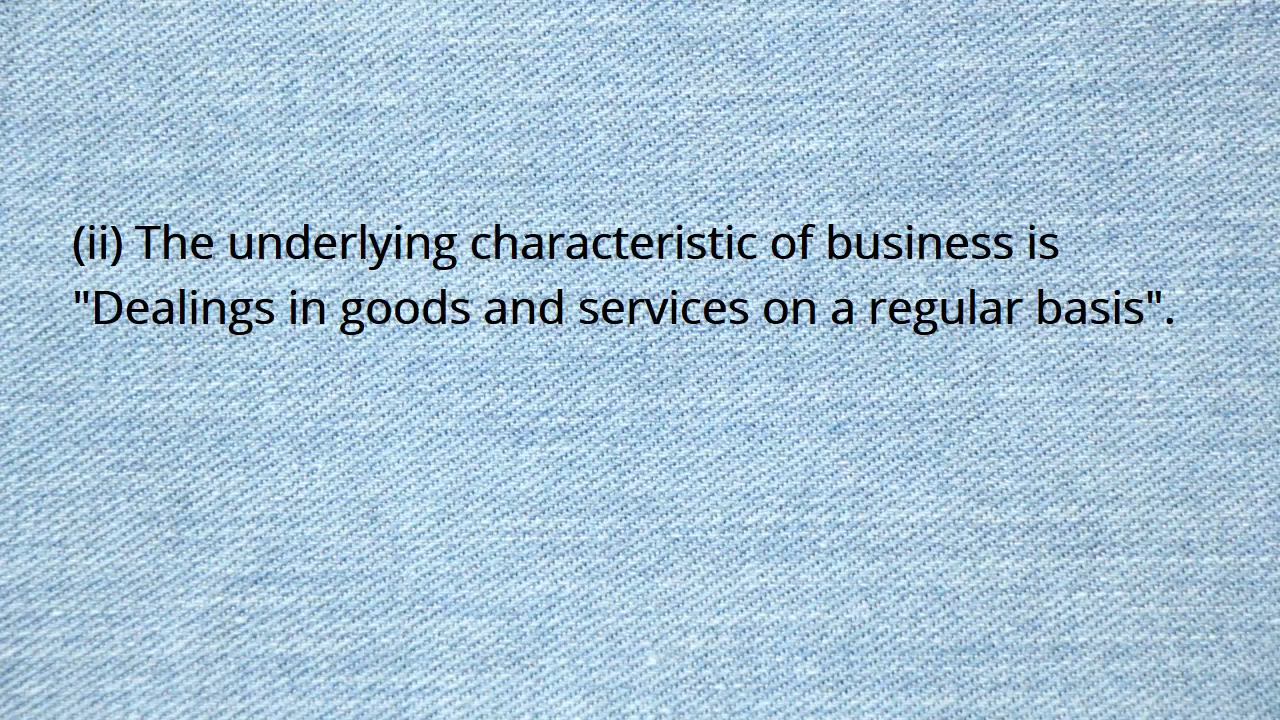 (ii) The underlying characteristic of business is
"Dealings in goods and services on a regular basis".